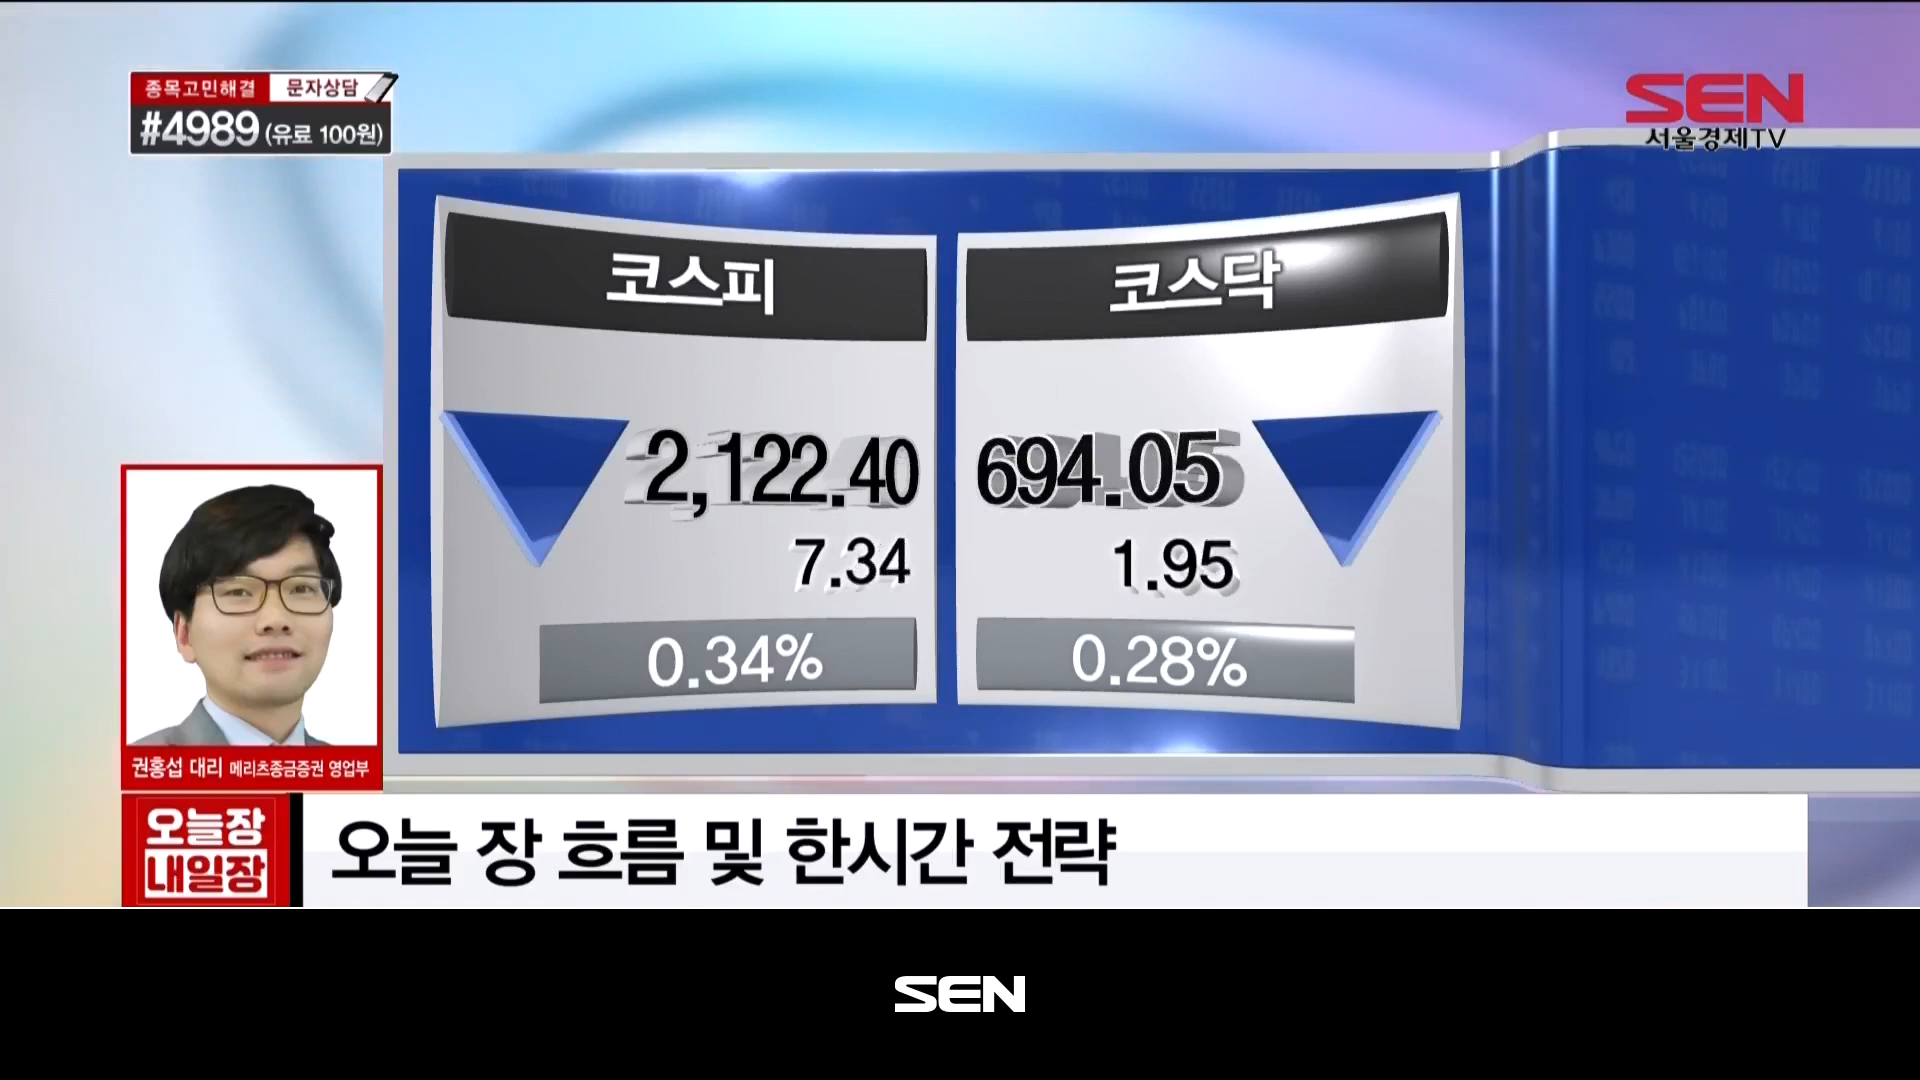 종목고민해결 문자상담
#4989 (유료 100원)
SEN
서울경제TV
코스피
2,122.40
7.34
0.34%
코스닥
694.05
1.95
0.28%
권홍섭 대리 메리츠종금증권 영업부
오늘장
내일장
오늘 장 흐름 및 한시간 전략
SEN